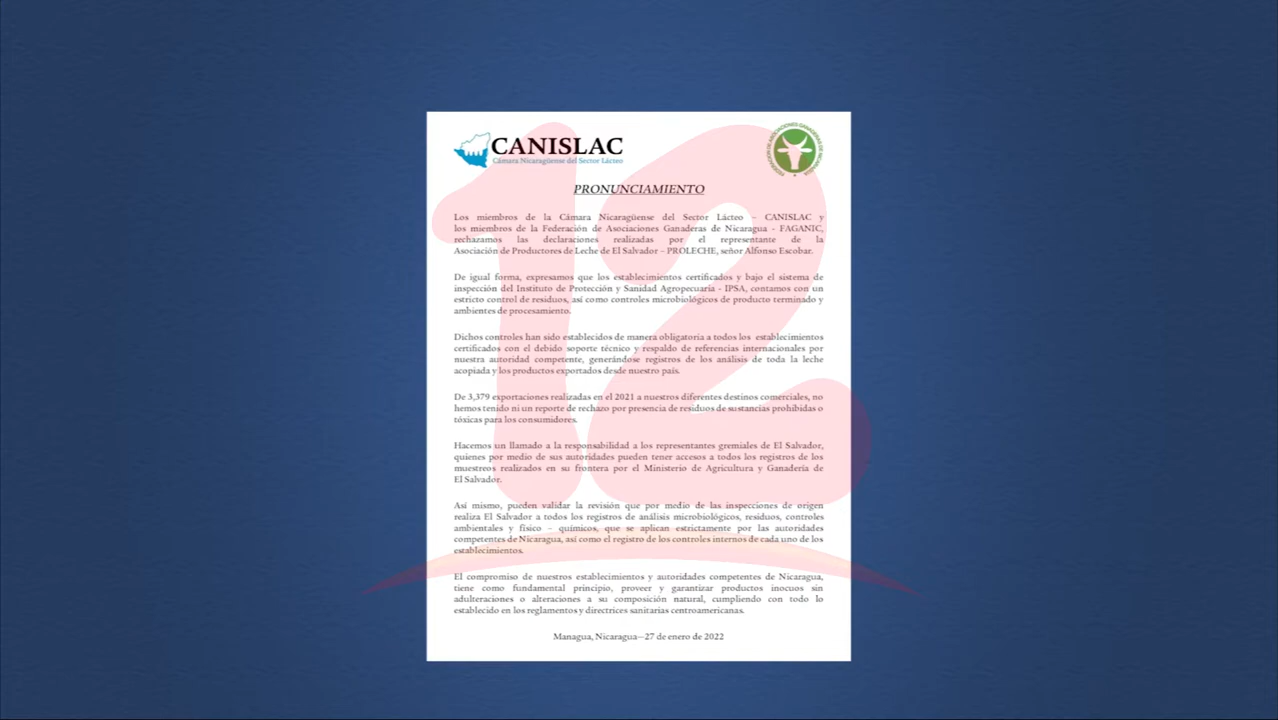 CANISLAC
Cámara Nicaragüense del Sector Lácteo
FEDERACIÓN DE ASOCIACIONES GANADERAS DE NICARAGUA
PRONUNCIAMIENTO
Los miembros de la Cámara Nicaragüense del Sector Lácteo – CANISLAC y
los miembros de la Federación de Asociaciones Ganaderas de Nicaragua - FAGANIC,
rechazamos las declaraciones realizadas por el representante de la
Asociación de Productores de Leche de El Salvador – PROLECHE, señor Alfonso Escobar.
De igual forma, expresamos que los establecimientos certificados y bajo el sistema de
inspección del Instituto de Protección y Sanidad Agropecuaria - IPSA, contamos con un
estricto control de residuos, así como controles microbiológicos de producto terminado y
ambientes de procesamiento.
Dichos controles han sido establecidos de manera obligatoria a todos los establecimientos
certificados con el debido soporte técnico y respaldo de referencias internacionales por
nuestra autoridad competente, generándose registros de los análisis de toda la leche
acopiada y los productos exportados desde nuestro país.
De 3,379 exportaciones realizadas en el 2021 a nuestros diferentes destinos comerciales, no
hemos tenido ni un reporte de rechazo por presencia de residuos de sustancias prohibidas o
tóxicas para los consumidores.
Hacemos un llamado a la responsabilidad a los representantes gremiales de El Salvador,
quienes por medio de sus autoridades pueden tener accesos a todos los registros de los
muestreos realizados en su frontera por el Ministerio de Agricultura y Ganadería de
El Salvador.
Así mismo, pueden validar la revisión que por medio de las inspecciones de origen
realiza El Salvador a todos los registros de análisis microbiológicos, residuos, controles
ambientales y físico – químicos, que se aplican estrictamente por las autoridades
competentes de Nicaragua, así como el registro de los controles internos de cada uno de los
establecimientos.
El compromiso de nuestros establecimientos y autoridades competentes de Nicaragua,
tiene como fundamental principio, proveer y garantizar productos inocuos sin
adulteraciones o alteraciones a su composición natural, cumpliendo con todo lo
establecido en los reglamentos y directrices sanitarias centroamericanas.
Managua, Nicaragua – 27 de enero de 2022
12